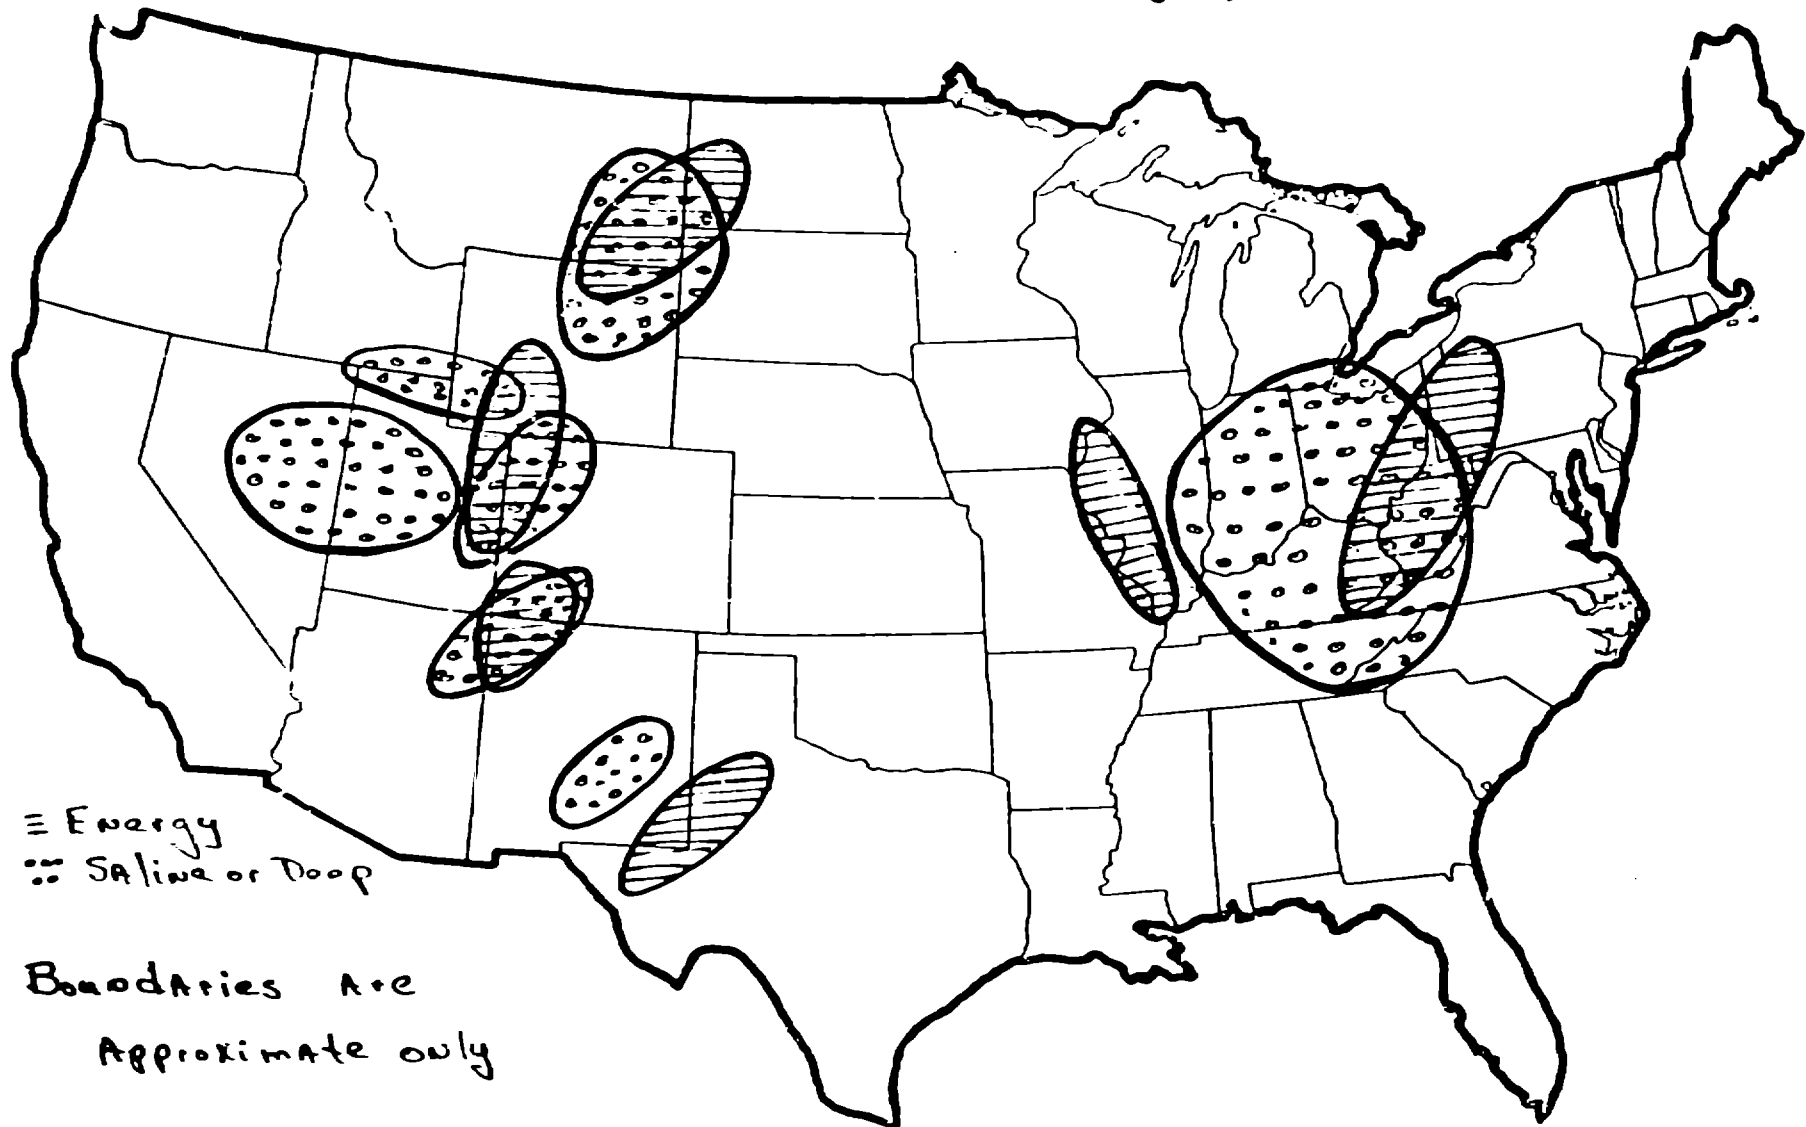 ≡ Energy
:: Saline or Deep
Boundaries Are
Approximate only